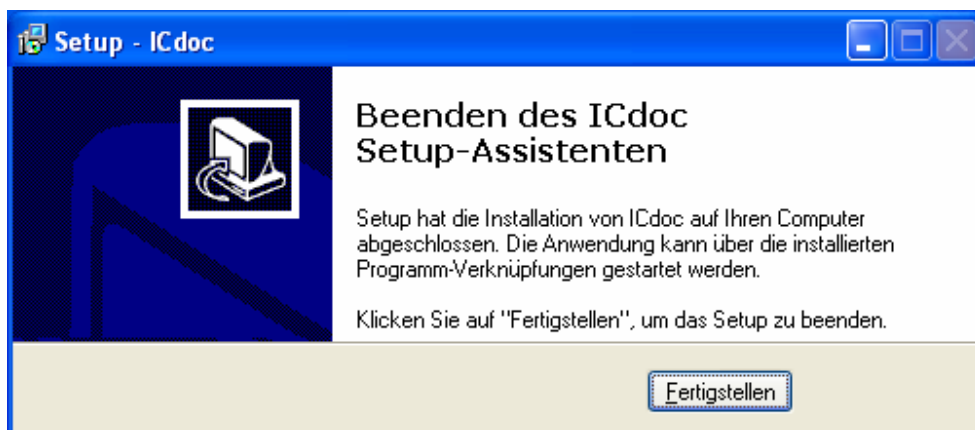 Setup - ICdoc
Beenden des ICdoc
Setup-Assistenten
Setup hat die Installation von ICdoc auf Ihren Computer
abgeschlossen. Die Anwendung kann über die installierten
Programm-Verknüpfungen gestartet werden.
Klicken Sie auf "Fertigstellen", um das Setup zu beenden.
Fertigstellen